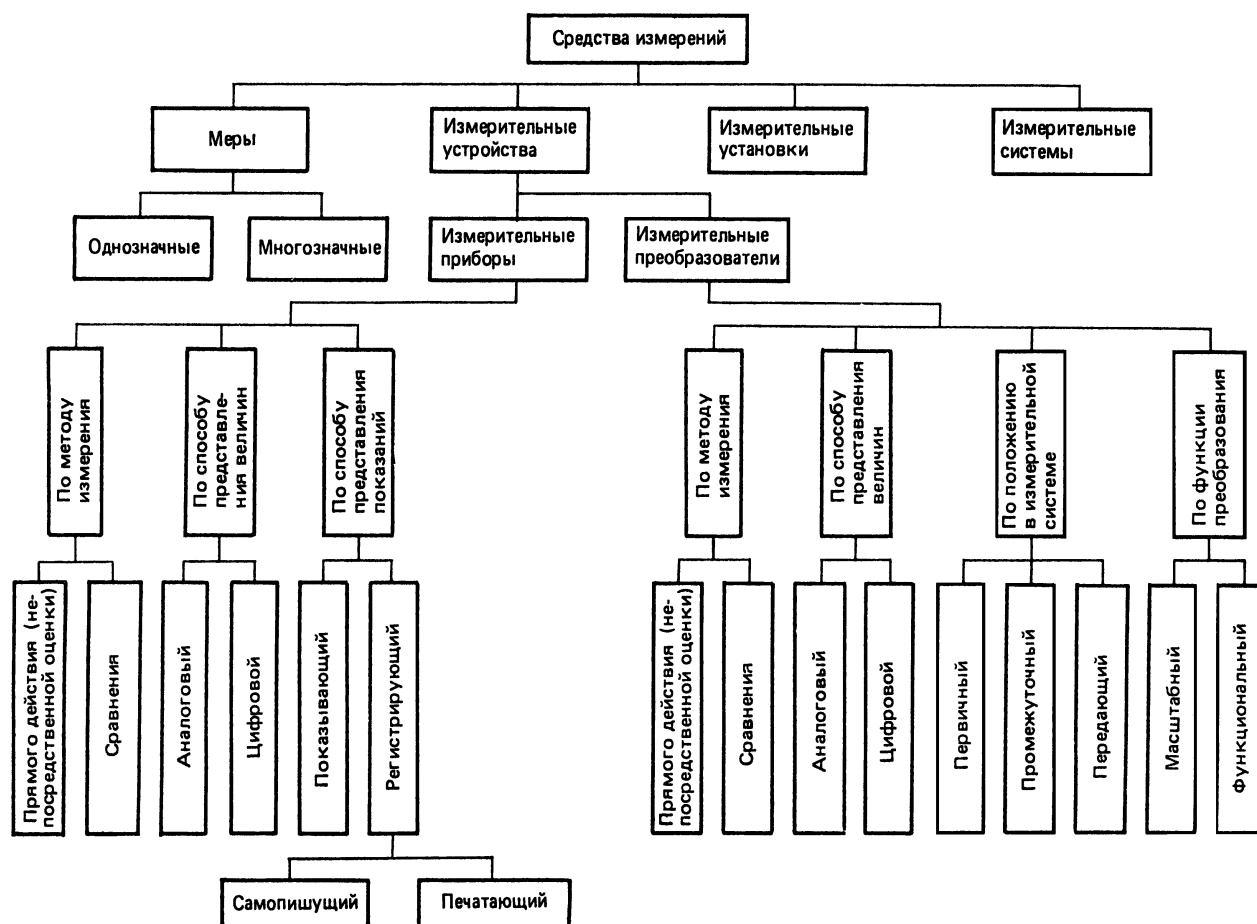 Средства измерений
Меры
Измерительные
устройства
Измерительные
установки
Измерительные
системы
Однозначные
Многозначные
Измерительные
приборы
Измерительные
преобразователи
По методу
измерения
По способу
представле-
ния величин
По способу
представления
показаний
По методу
измерения
По способу
представления
величин
По положению
в измерительной
системе
По функции
преобразования
Прямого действия (не-
посредственной оценки)
Сравнения
Аналоговый
Цифровой
Показывающий
Регистрирующий
Прямого действия (не-
посредственной оценки)
Сравнения
Аналоговый
Цифровой
Первичный
Промежуточный
Передающий
Масштабный
Функциональный
Самопишущий
Печатающий